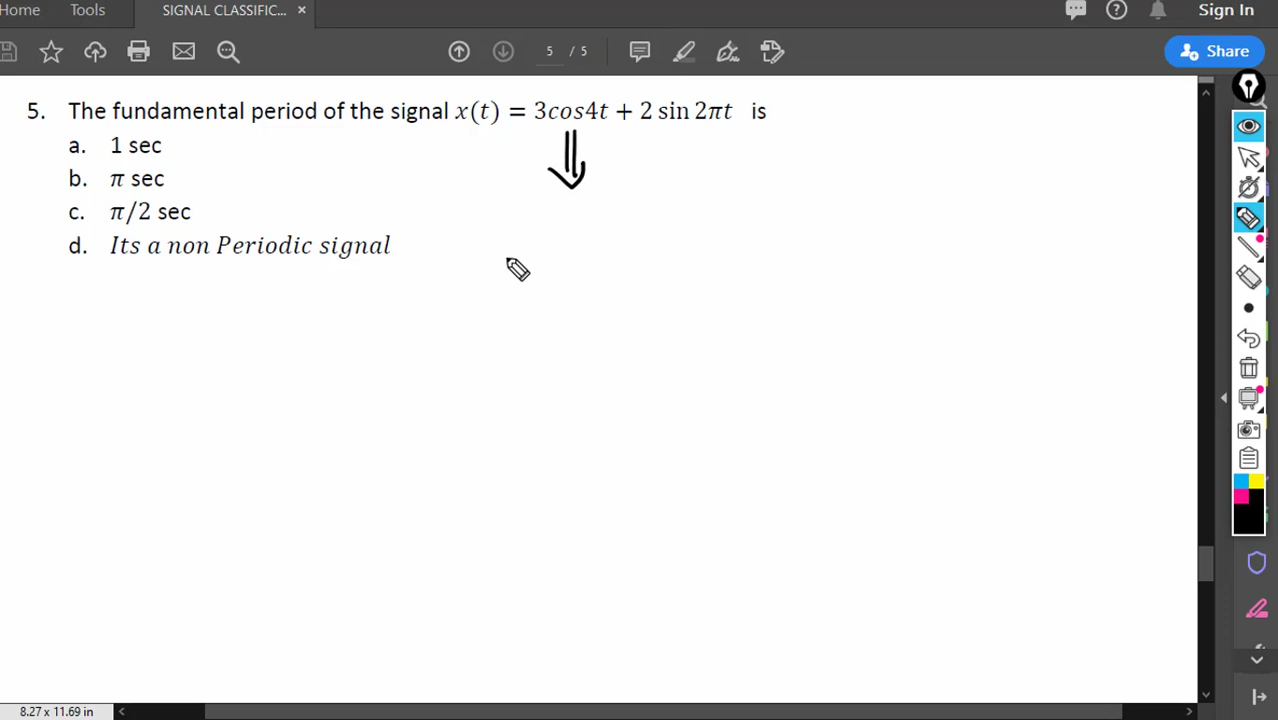 Home Tools SIGNAL CLASSIFIC... × Sign In
5 / 5 Share
5. The fundamental period of the signal x(t) = 3cos4t + 2 sin 2πt is
a. 1 sec
b. π sec
c. π/2 sec
d. Its a non Periodic signal
8.27 x 11.69 in